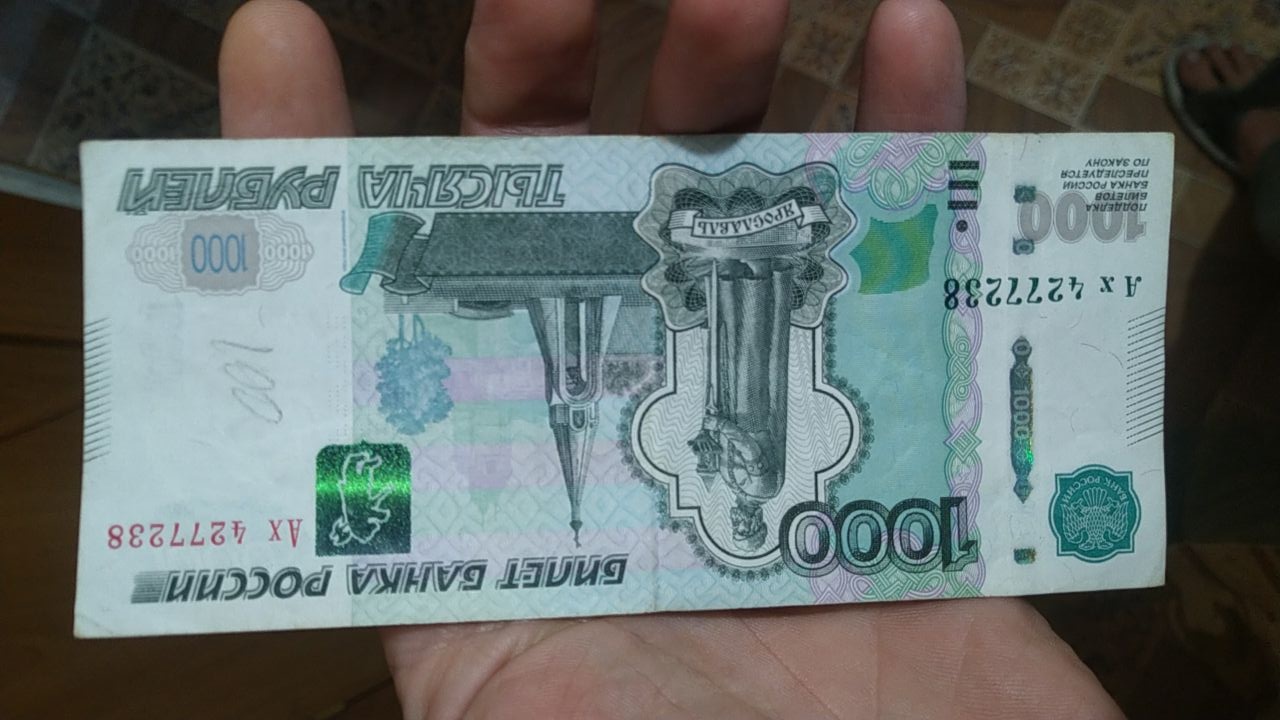 БИЛЕТ БАНКА РОССИИ
1000
Ах 4277238
БАНК РОССИИ
1000
100
Ах 4277238
1000
1000
1000
1000
ПОДДЕЛКА
БИЛЕТОВ
БАНКА РОССИИ
ПРЕСЛЕДУЕТСЯ
ПО ЗАКОНУ
ЯРОСЛАВЛЬ
ТЫСЯЧА РУБЛЕЙ